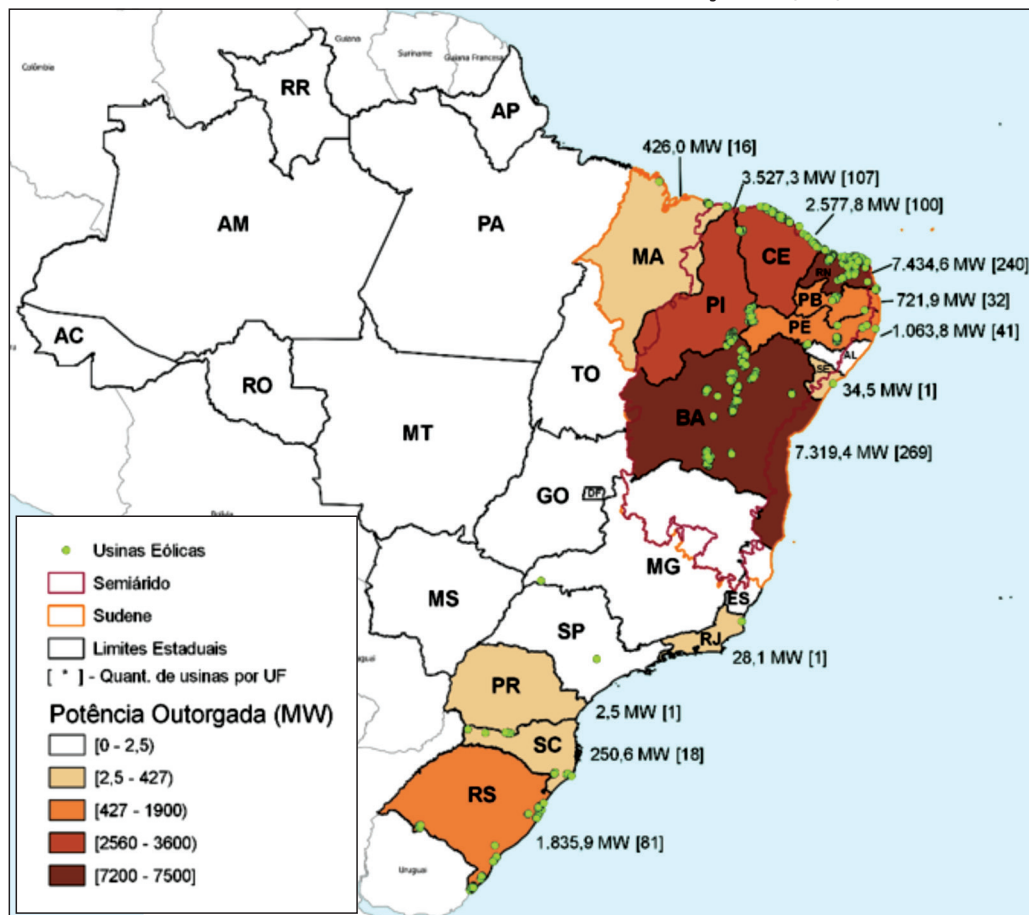 Guiana
Suriname
Guiana Francesa
Colômbia
RR
AP
426,0 MW [16]
3.527,3 MW [107]
2.577,8 MW [100]
AM
PA
MA
CE
RN
7.434,6 MW [240]
PI
PB
721,9 MW [32]
PE
1.063,8 MW [41]
AC
AL
SE
34,5 MW [1]
TO
RO
BA
MT
7.319,4 MW [269]
GO
DF
Bolívia
MG
MS
ES
SP
RJ
28,1 MW [1]
PR
2,5 MW [1]
SC
250,6 MW [18]
RS
1.835,9 MW [81]
Uruguai
Usinas Eólicas
Semiárido
Sudene
Limites Estaduais
[ * ] - Quant. de usinas por UF
Potência Outorgada (MW)
[0 - 2,5)
[2,5 - 427)
[427 - 1900)
[2560 - 3600)
[7200 - 7500]